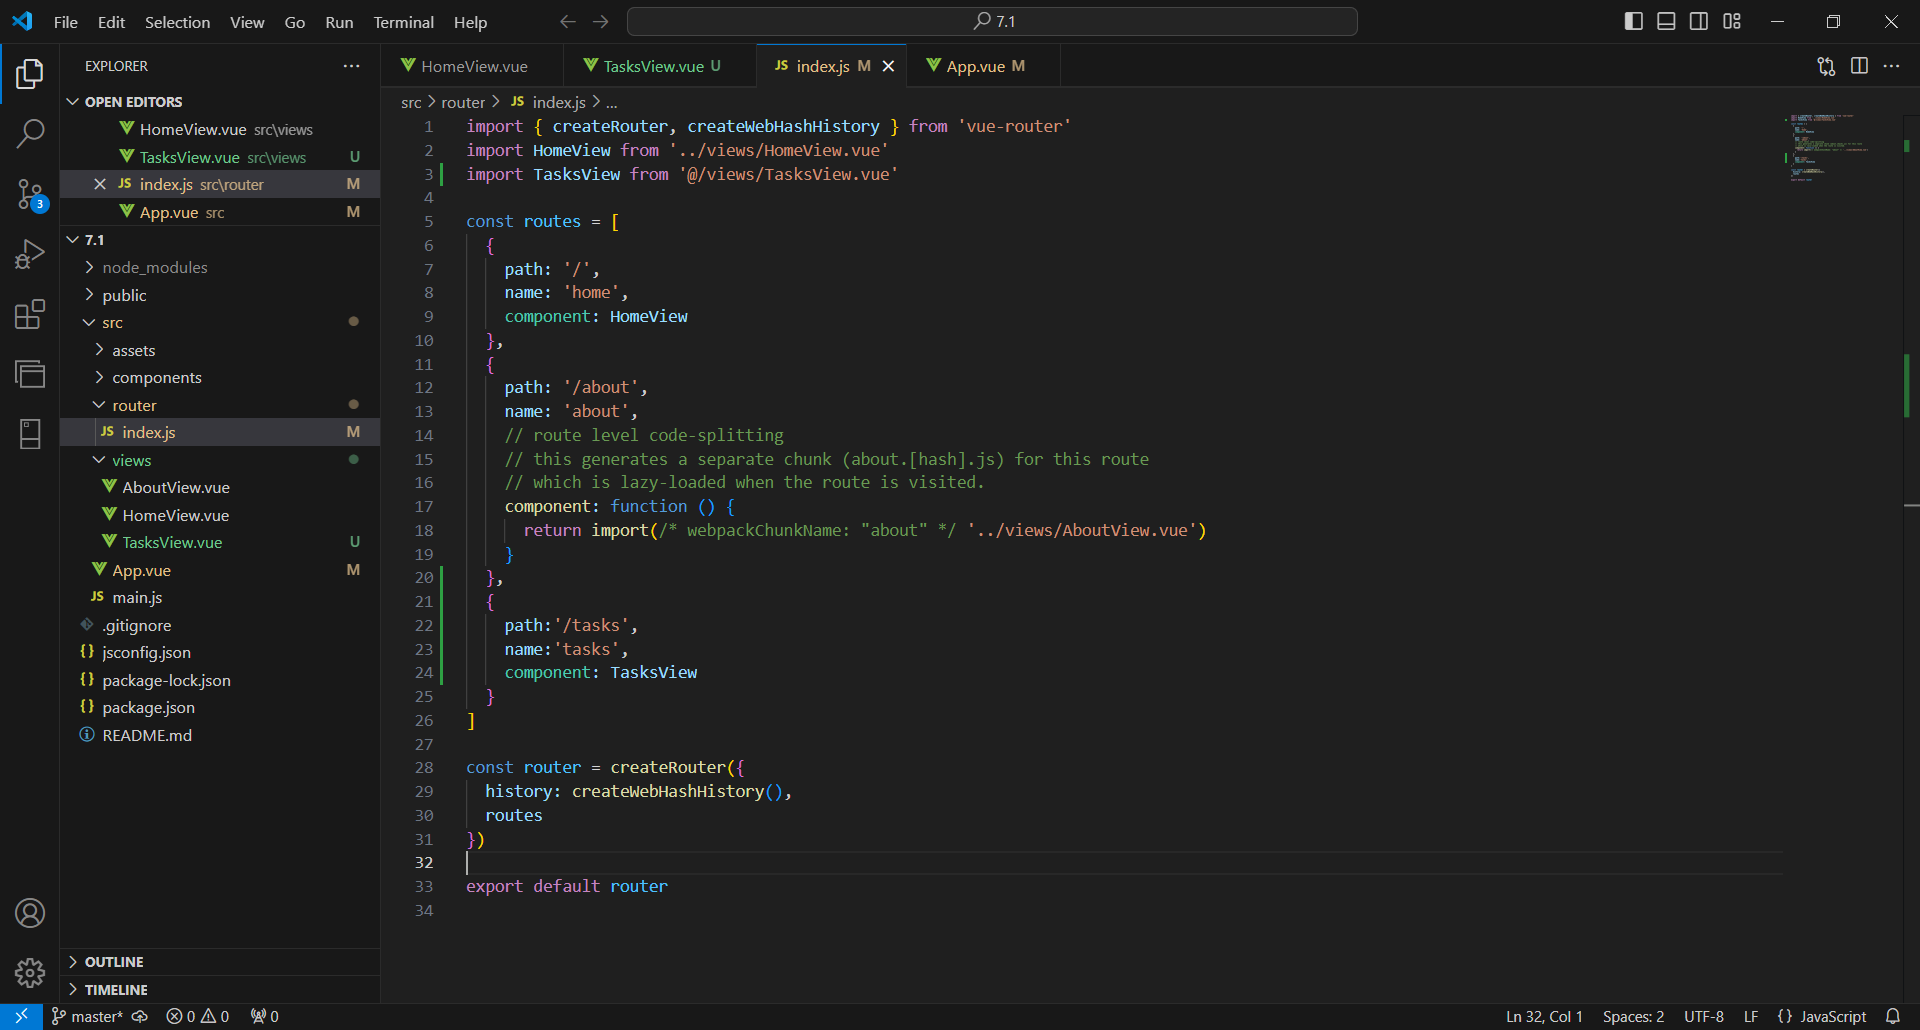 File Edit Selection View Go Run Terminal Help
7.1
EXPLORER
OPEN EDITORS
HomeView.vue src\views
TasksView.vue src\views U
JS index.js src\router M
App.vue src M
7.1
node_modules
public
src
assets
components
router
JS index.js M
views
AboutView.vue
HomeView.vue
TasksView.vue U
App.vue M
JS main.js
.gitignore
{} jsconfig.json
{} package-lock.json
{} package.json
README.md
OUTLINE
TIMELINE
3
HomeView.vue
TasksView.vue U
JS index.js M
App.vue M
src > router > JS index.js > ...
1 import { createRouter, createWebHashHistory } from 'vue-router'
2 import HomeView from '../views/HomeView.vue'
3 import TasksView from '@/views/TasksView.vue'
4
5 const routes = [
6 {
7 path: '/',
8 name: 'home',
9 component: HomeView
10 },
11 {
12 path: '/about',
13 name: 'about',
14 // route level code-splitting
15 // this generates a separate chunk (about.[hash].js) for this route
16 // which is lazy-loaded when the route is visited.
17 component: function () {
18 return import(/* webpackChunkName: "about" */ '../views/AboutView.vue')
19 }
20 },
21 {
22 path:'/tasks',
23 name:'tasks',
24 component: TasksView
25 }
26 ]
27
28 const router = createRouter({
29 history: createWebHashHistory(),
30 routes
31 })
32
33 export default router
34
master* 0 0 0
Ln 32, Col 1 Spaces: 2 UTF-8 LF {} JavaScript